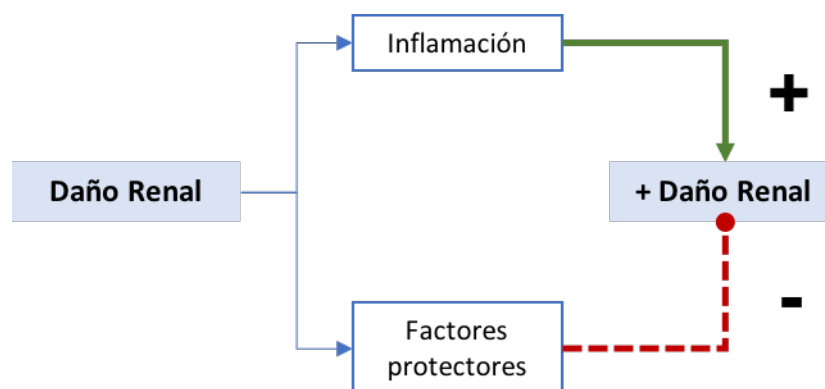 Inflamación
+
Daño Renal
+ Daño Renal
-
Factores
protectores